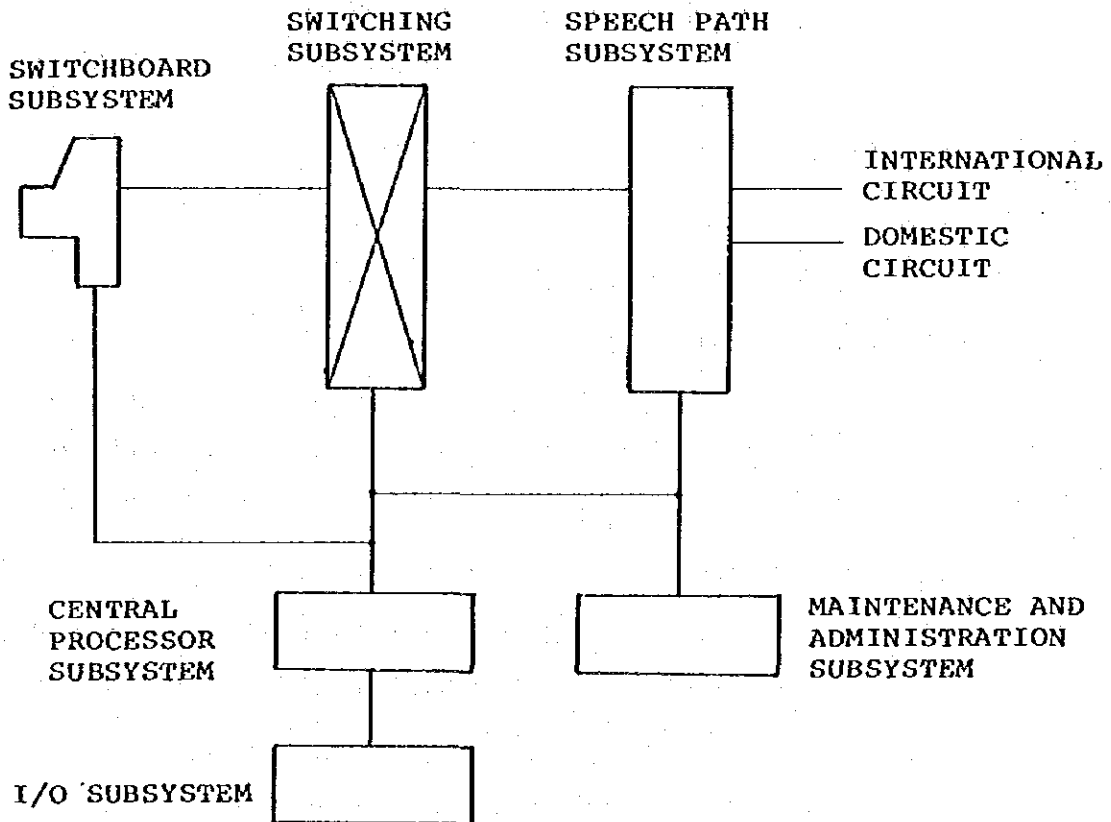 SWITCHING
SUBSYSTEM
SPEECH PATH
SUBSYSTEM
SWITCHBOARD
SUBSYSTEM
INTERNATIONAL
CIRCUIT
DOMESTIC
CIRCUIT
CENTRAL
PROCESSOR
SUBSYSTEM
MAINTENANCE AND
ADMINISTRATION
SUBSYSTEM
I/O SUBSYSTEM